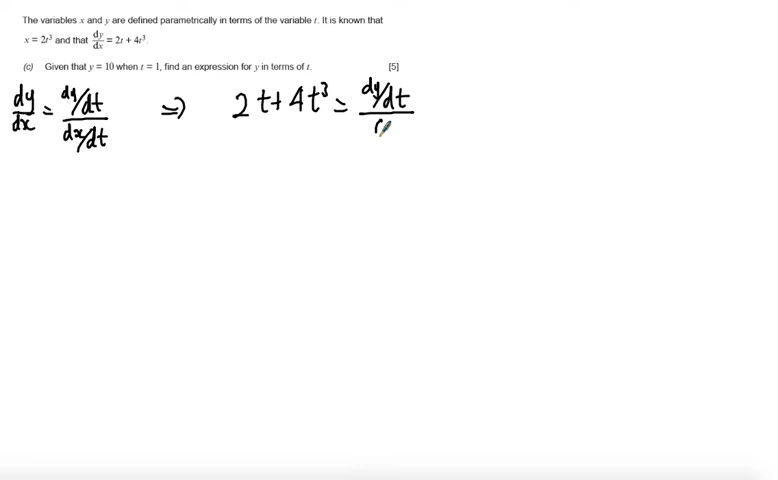 The variables x and y are defined parametrically in terms of the variable t. It is known that
x = 2t³ and that dy/dx = 2t + 4t³.
(c) Given that y = 10 when t = 1, find an expression for y in terms of t. [5]
dy/dx = (dy/dt)/(dx/dt) ⇒ 2t+4t³ = dy/dt